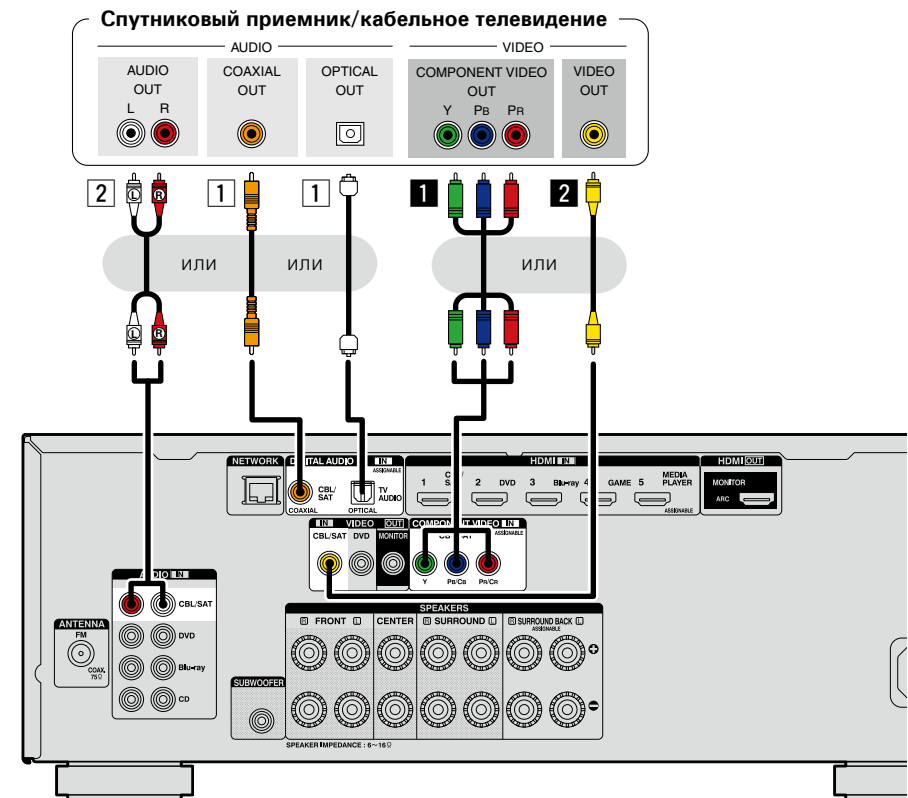 Спутниковый приемник/кабельное телевидение
AUDIO
VIDEO
AUDIO OUT
L R
COAXIAL OUT
OPTICAL OUT
COMPONENT VIDEO OUT
Y PB PR
VIDEO OUT
2 L R 1 1 1 2
ИЛИ ИЛИ ИЛИ
L R
NETWORK
DIGITAL AUDIO IN
ASSIGNABLE
CBL/SAT
COAXIAL
TV AUDIO
OPTICAL
HDMI IN
1
2 DVD
3 Blu-ray
4 GAME
5 MEDIA PLAYER
ASSIGNABLE
HDMI OUT
MONITOR
ARC
IN VIDEO OUT
CBL/SAT DVD MONITOR
COMPONENT VIDEO IN
ASSIGNABLE
Y PB/CB PR/CR
AUDIO IN
CBL/SAT
DVD
Blu-ray
CD
ANTENNA
FM
COAX.
75Ω
SUBWOOFER
SPEAKERS
R FRONT L
CENTER
R SURROUND L
R SURROUND BACK L
ASSIGNABLE
SPEAKER IMPEDANCE : 6~16Ω